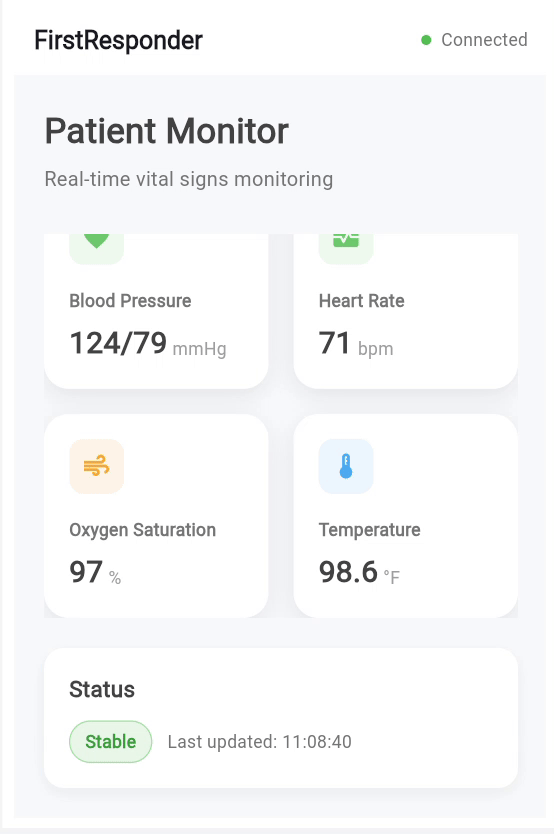 FirstResponder
Connected
Patient Monitor
Real-time vital signs monitoring
Blood Pressure
124/79 mmHg
Heart Rate
71 bpm
Oxygen Saturation
97 %
Temperature
98.6 °F
Status
Stable
Last updated: 11:08:40